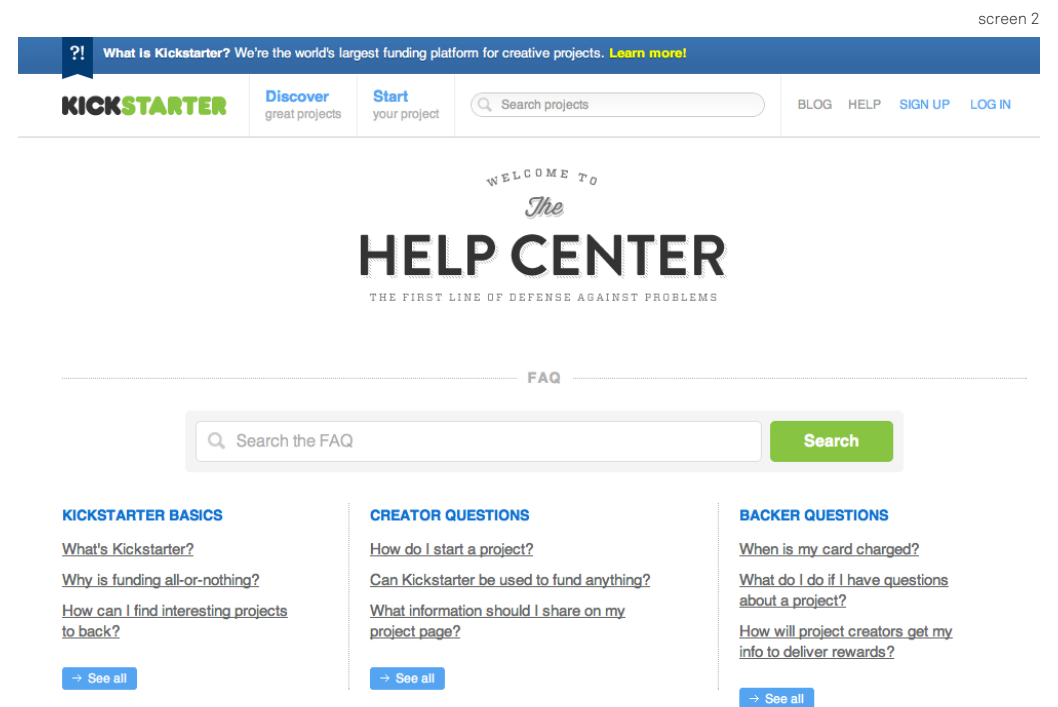 screen 2
?! What is Kickstarter? We're the world's largest funding platform for creative projects. Learn more!
KICKSTARTER
Discover
great projects
Start
your project
Search projects
BLOG HELP SIGN UP LOG IN
WELCOME TO
The
HELP CENTER
THE FIRST LINE OF DEFENSE AGAINST PROBLEMS
FAQ
Search the FAQ
Search
KICKSTARTER BASICS
What's Kickstarter?
Why is funding all-or-nothing?
How can I find interesting projects
to back?
→ See all
CREATOR QUESTIONS
How do I start a project?
Can Kickstarter be used to fund anything?
What information should I share on my
project page?
→ See all
BACKER QUESTIONS
When is my card charged?
What do I do if I have questions
about a project?
How will project creators get my
info to deliver rewards?
→ See all